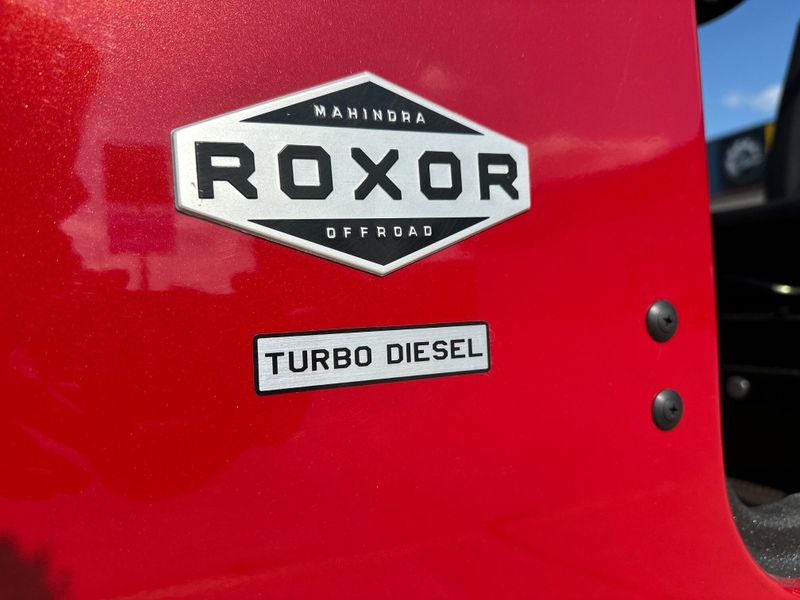 MAHINDRA
ROXOR
OFFROAD
TURBO DIESEL